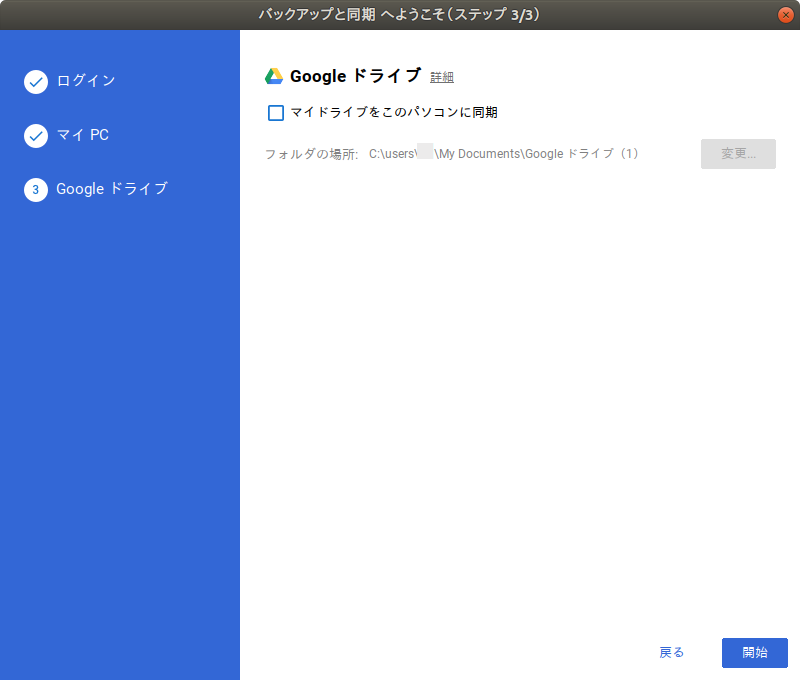 バックアップと同期 へようこそ（ステップ 3/3）
ログイン
マイ PC
3 Google ドライブ
Google ドライブ 詳細
マイドライブをこのパソコンに同期
フォルダの場所: C:\users\ \My Documents\Google ドライブ（1） 変更...
戻る 開始